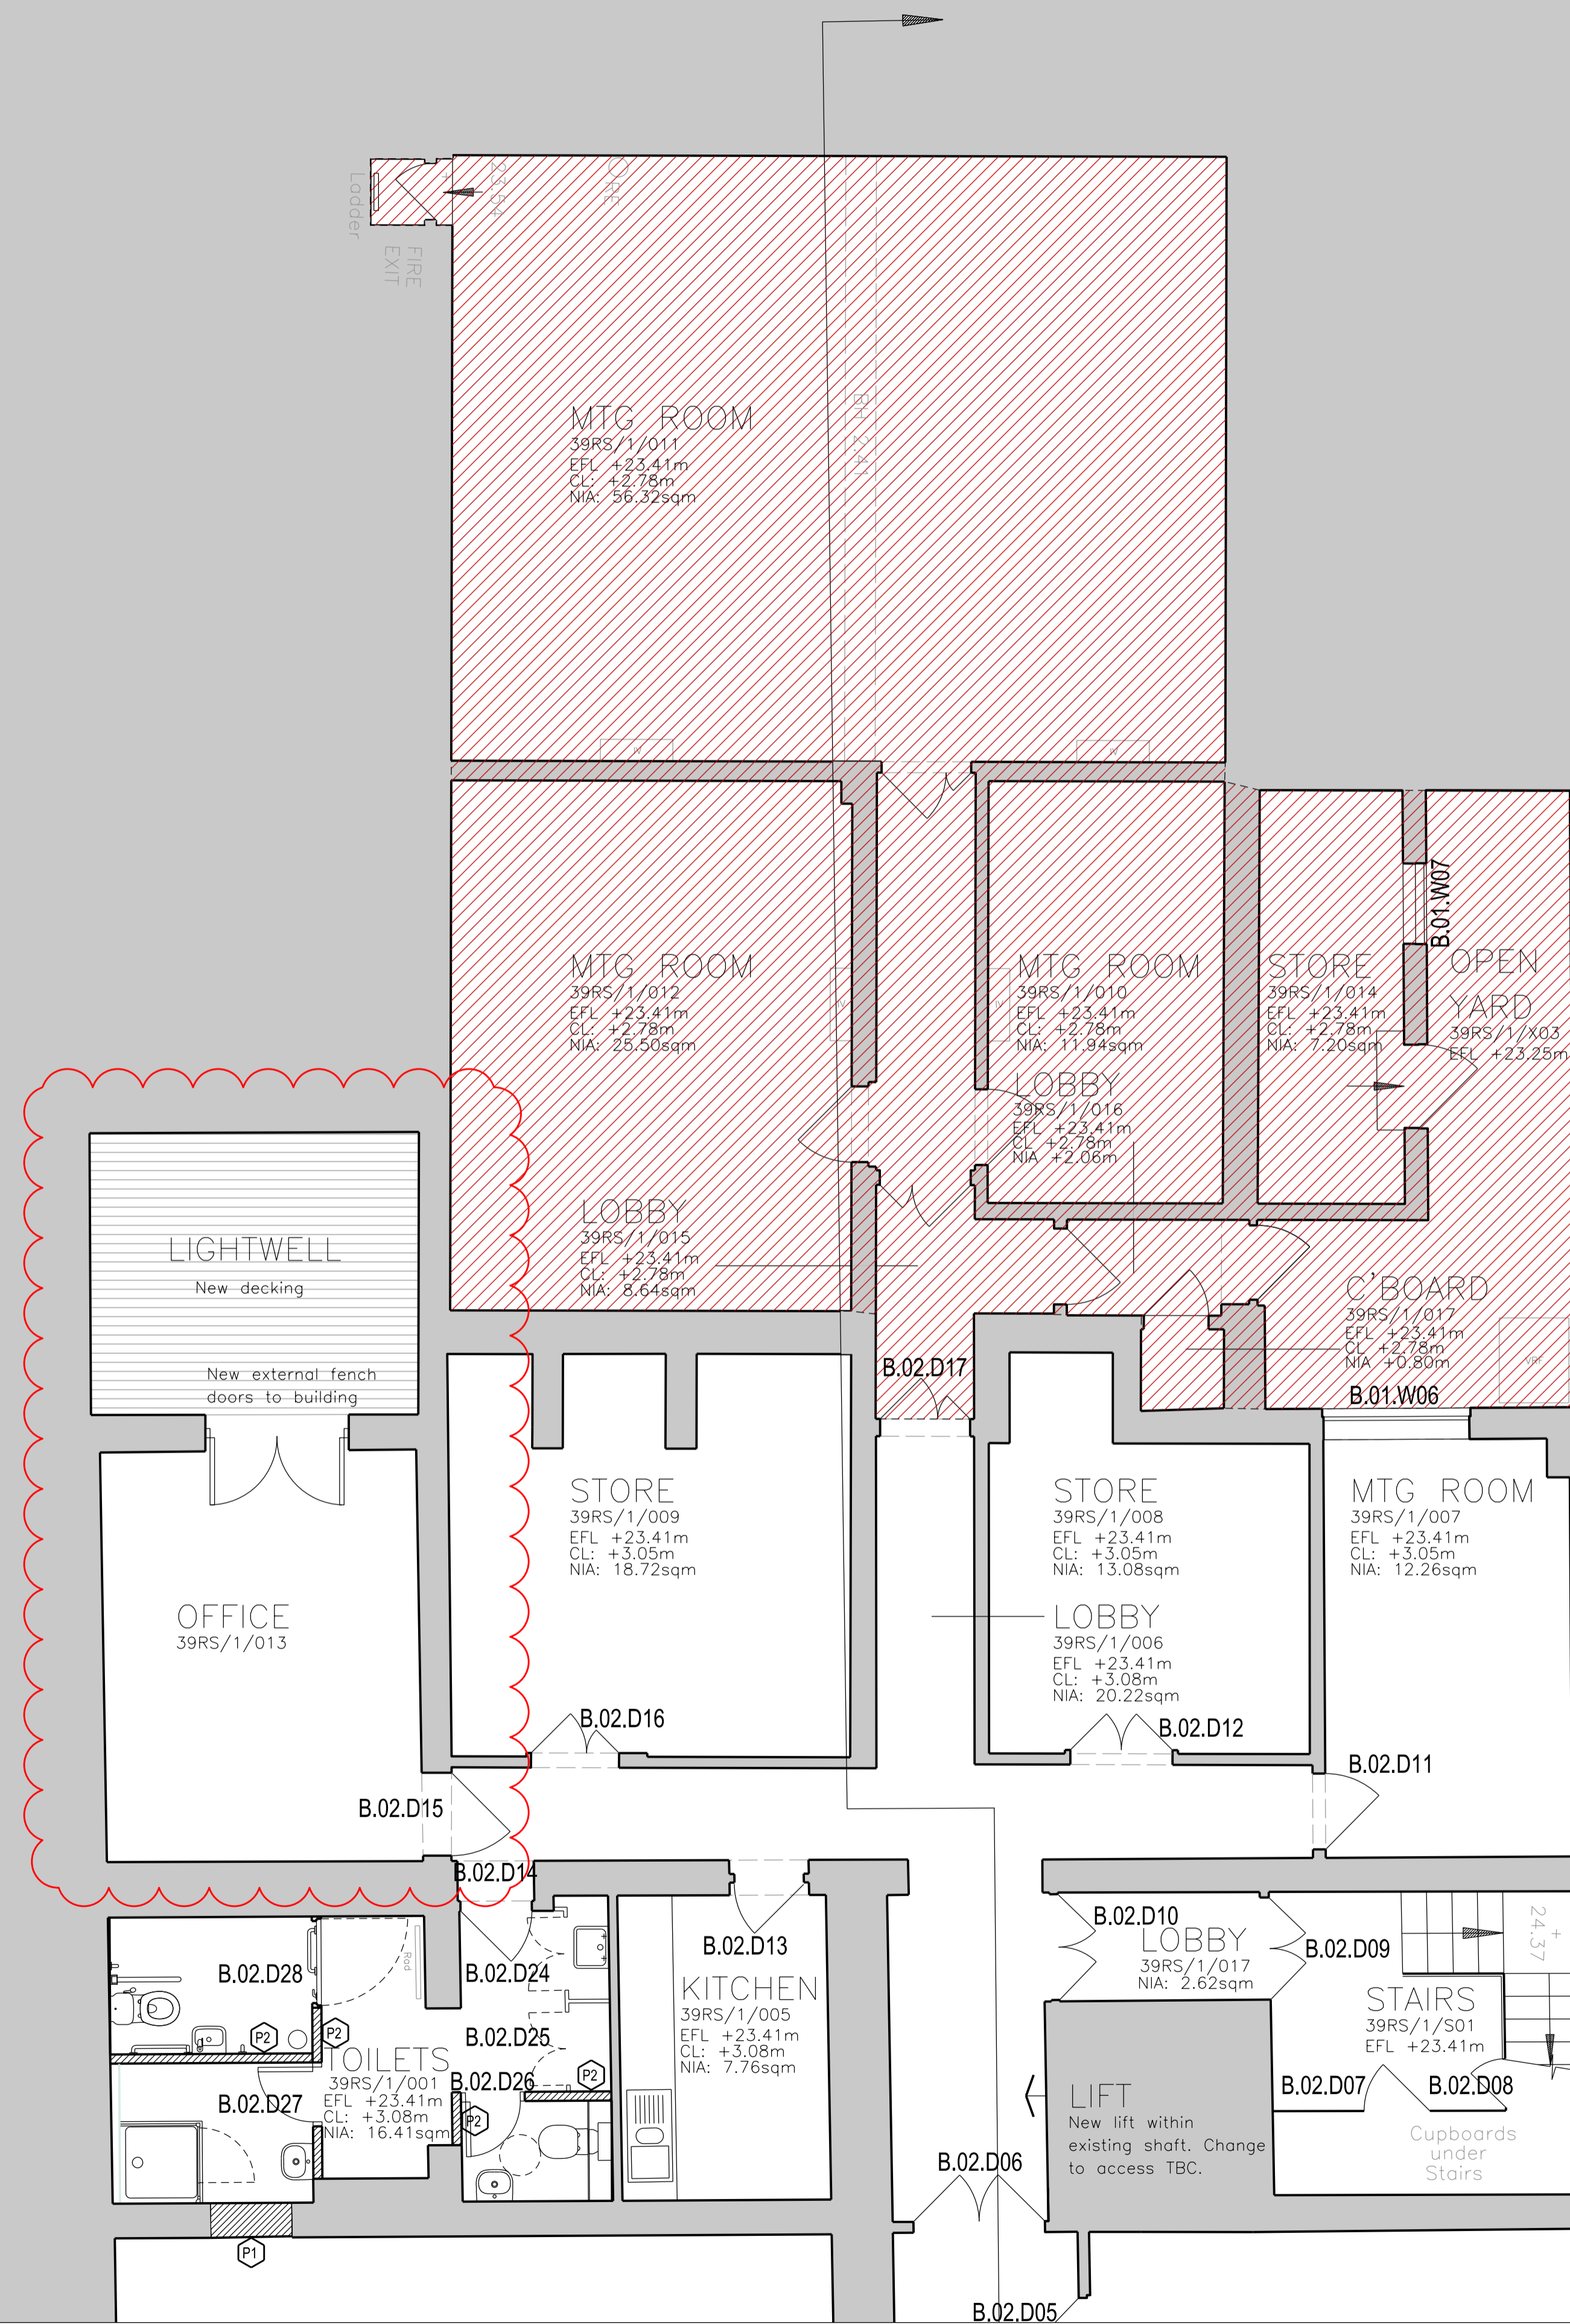 23.54
+
RE
Ladder
FIRE
EXIT
BH 2.41
MTG ROOM
39RS/1/011
EFL +23.41m
CL: +2.78m
NIA: 56.32sqm
IV
IV
B.01.W07
MTG ROOM
39RS/1/012
EFL +23.41m
CL: +2.78m
NIA: 25.50sqm
IV
IV
MTG ROOM
39RS/1/010
EFL +23.41m
CL: +2.78m
NIA: 11.94sqm
STORE
39RS/1/014
EFL +23.41m
CL: +2.78m
NIA: 7.20sqm
OPEN
YARD
39RS/1/X03
EFL +23.25m
LOBBY
39RS/1/016
EFL +23.41m
CL +2.78m
NIA +2.06m
LOBBY
39RS/1/015
EFL +23.41m
CL: +2.78m
NIA: 8.64sqm
LIGHTWELL
New decking
New external fench
doors to building
C'BOARD
39RS/1/017
EFL +23.41m
CL +2.78m
NIA +0.80m
VRF
B.02.D17
B.01.W06
STORE
39RS/1/009
EFL +23.41m
CL: +3.05m
NIA: 18.72sqm
STORE
39RS/1/008
EFL +23.41m
CL: +3.05m
NIA: 13.08sqm
MTG ROOM
39RS/1/007
EFL +23.41m
CL: +3.05m
NIA: 12.26sqm
OFFICE
39RS/1/013
LOBBY
39RS/1/006
EFL +23.41m
CL: +3.08m
NIA: 20.22sqm
B.02.D16
B.02.D12
B.02.D15
B.02.D11
B.02.D14
B.02.D10
LOBBY
39RS/1/017
NIA: 2.62sqm
B.02.D09
+
24.37
B.02.D28
Rod
B.02.D24
B.02.D13
KITCHEN
39RS/1/005
EFL +23.41m
CL: +3.08m
NIA: 7.76sqm
STAIRS
39RS/1/S01
EFL +23.41m
P2
P2
B.02.D25
TOILETS
39RS/1/001
EFL +23.41m
CL: +3.08m
NIA: 16.41sqm
B.02.D26
P2
P2
B.02.D27
B.02.D07
B.02.D08
LIFT
New lift within
existing shaft. Change
to access TBC.
Cupboards
under
Stairs
B.02.D06
P1
B.02.D05